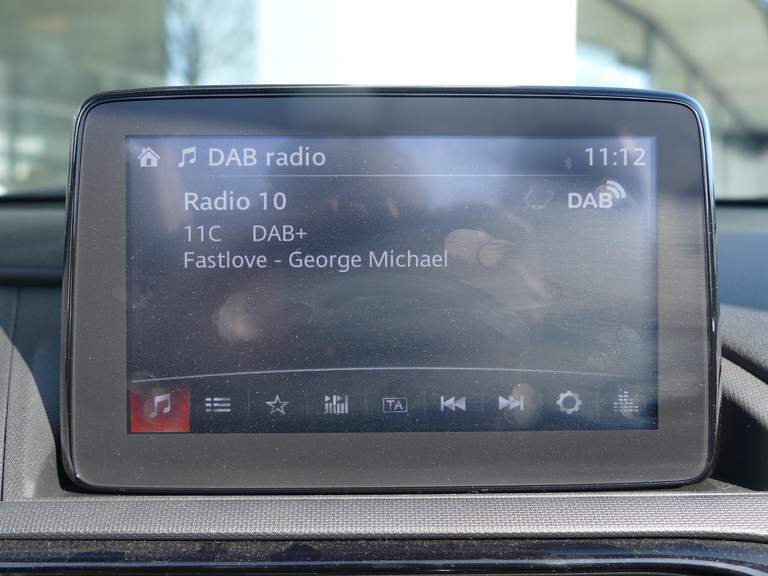 DAB radio 11:12
Radio 10 DAB
11C DAB+
Fastlove - George Michael
TA